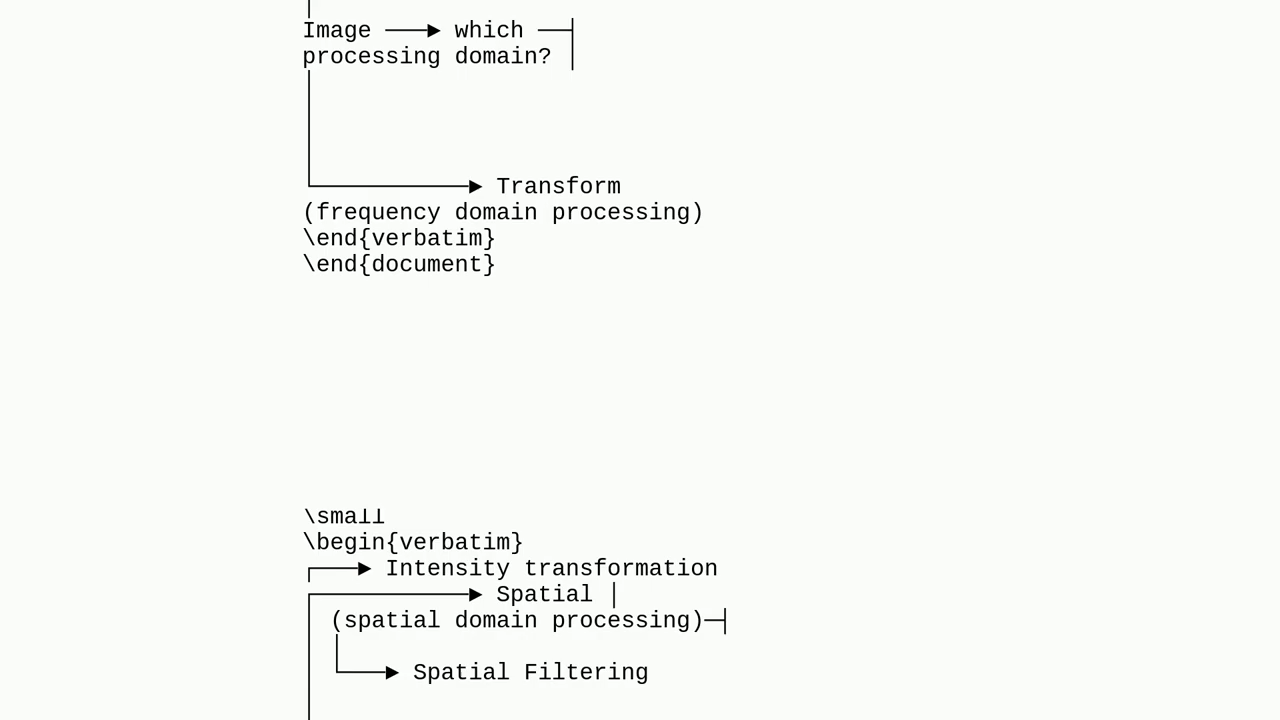 Image ───► which ──┤
processing domain? │
└───────────► Transform
(frequency domain processing)
\end{verbatim}
\end{document}
\small
\begin{verbatim}
┌───► Intensity transformation
┌───────────► Spatial │
(spatial domain processing)─┤
└───► Spatial Filtering